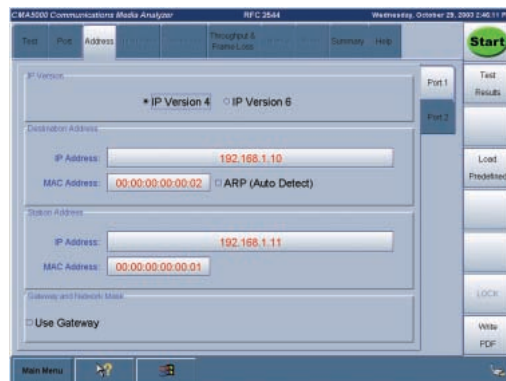 CMA5000 Communications Media Analyzer RFC 2544 Wednesday, October 29, 2003 2:46:11 P
Test Port Address Throughput & Frame Loss Summary Help
Start
IP Version
IP Version 4 IP Version 6
Port 1
Port 2
Test Results
Destination Address
IP Address: 192.168.1.10
MAC Address: 00:00:00:00:00:02 ARP (Auto Detect)
Load Predefined
Station Address
IP Address: 192.168.1.11
MAC Address: 00:00:00:00:00:01
Gateway and Network Mask
Use Gateway
LOCK
Write PDF
Main Menu